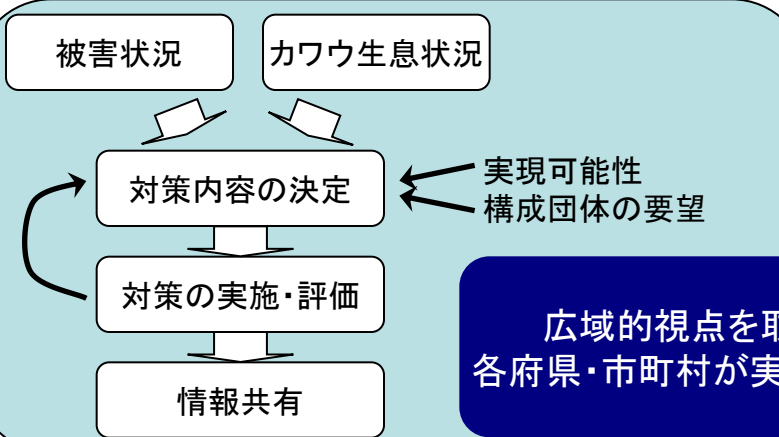 被害状況
カワウ生息状況
対策内容の決定
実現可能性
構成団体の要望
対策の実施・評価
広域的視点を取
各府県・市町村が実
情報共有